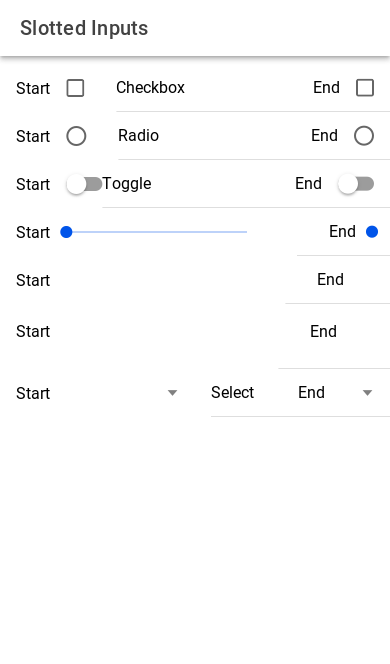 Slotted Inputs
Start Checkbox End
Start Radio End
Start Toggle End
Start End
Start End
Start End
Start Select End